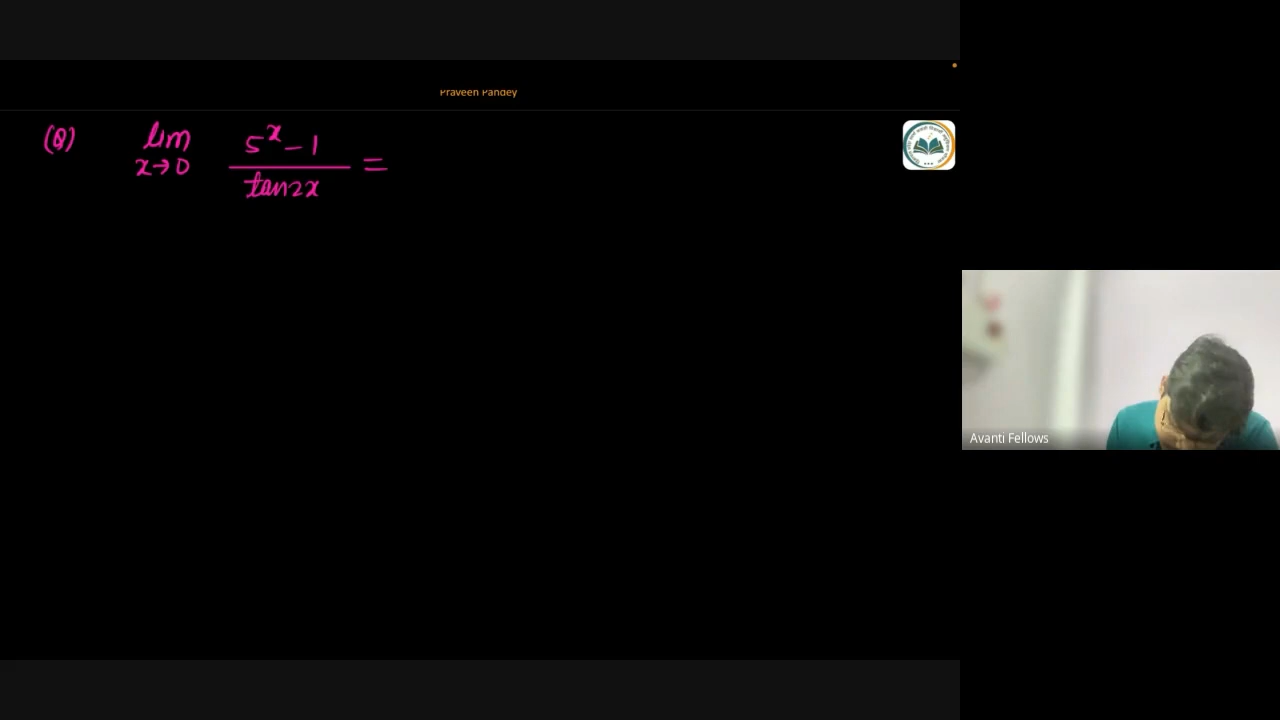 Praveen Pandey
(Q) lim x→0 5^x - 1 / tan2x =
Avanti Fellows